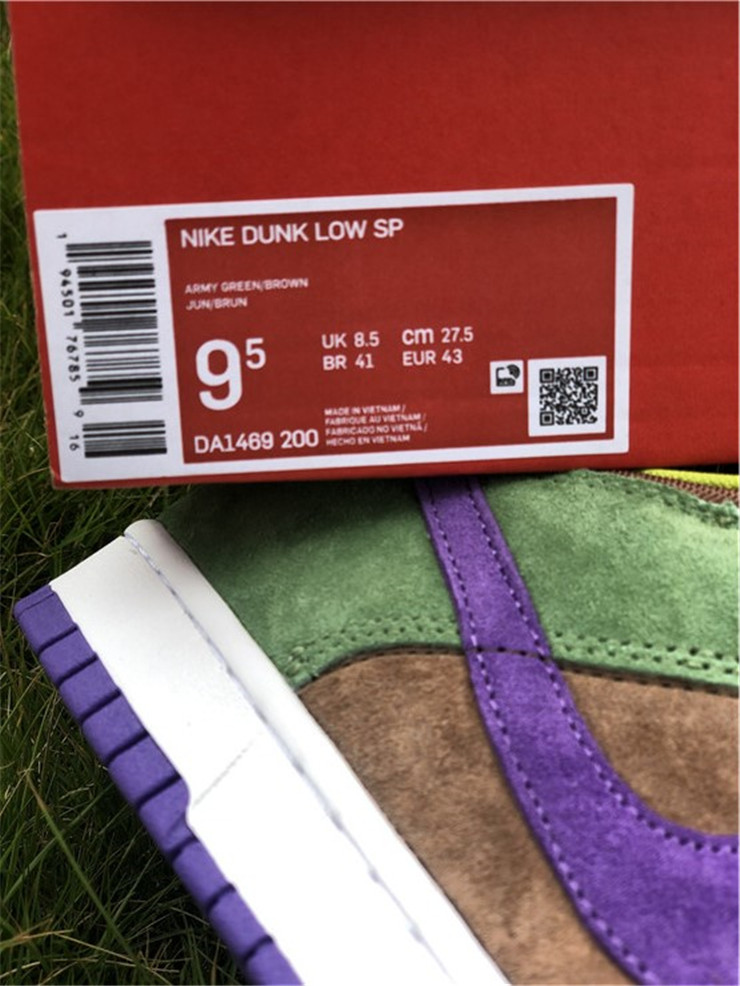 NIKE DUNK LOW SP
ARMY GREEN/BROWN
JUN/BRUN
9 5
UK 8.5 cm 27.5
BR 41 EUR 43
DA1469 200
MADE IN VIETNAM /
FABRIQUE AU VIETNAM /
FABRICADO NO VIETNÃ /
HECHO EN VIETNAM
1 94501 76785 9 16